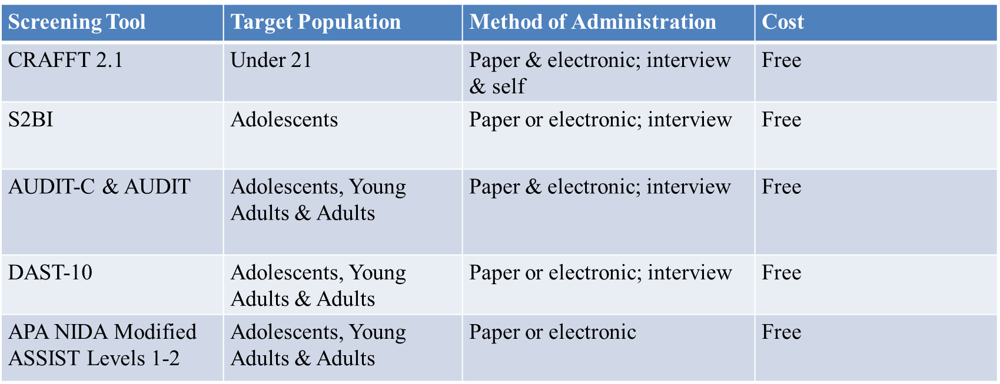 Screening Tool Target Population Method of Administration Cost
CRAFFT 2.1 Under 21 Paper & electronic; interview & self Free
S2BI Adolescents Paper or electronic; interview Free
AUDIT-C & AUDIT Adolescents, Young Adults & Adults Paper & electronic; interview Free
DAST-10 Adolescents, Young Adults & Adults Paper or electronic; interview Free
APA NIDA Modified ASSIST Levels 1-2 Adolescents, Young Adults & Adults Paper or electronic Free